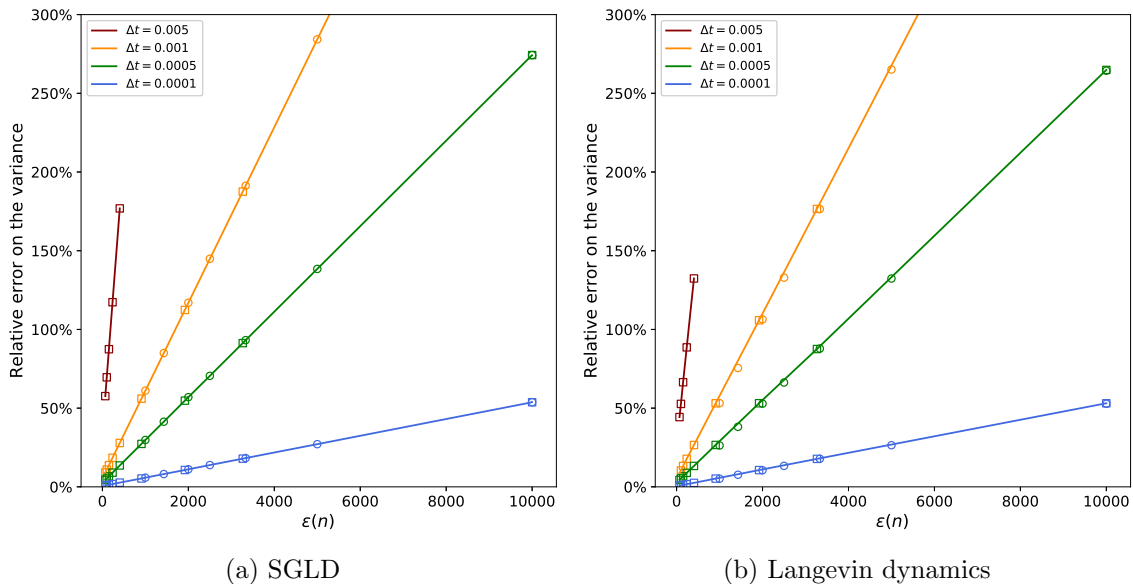 300%
250%
200%
150%
100%
50%
0%
Relative error on the variance
Δt = 0.005
Δt = 0.001
Δt = 0.0005
Δt = 0.0001
0 2000 4000 6000 8000 10000
ε(n)
(a) SGLD
300%
250%
200%
150%
100%
50%
0%
Relative error on the variance
Δt = 0.005
Δt = 0.001
Δt = 0.0005
Δt = 0.0001
0 2000 4000 6000 8000 10000
ε(n)
(b) Langevin dynamics